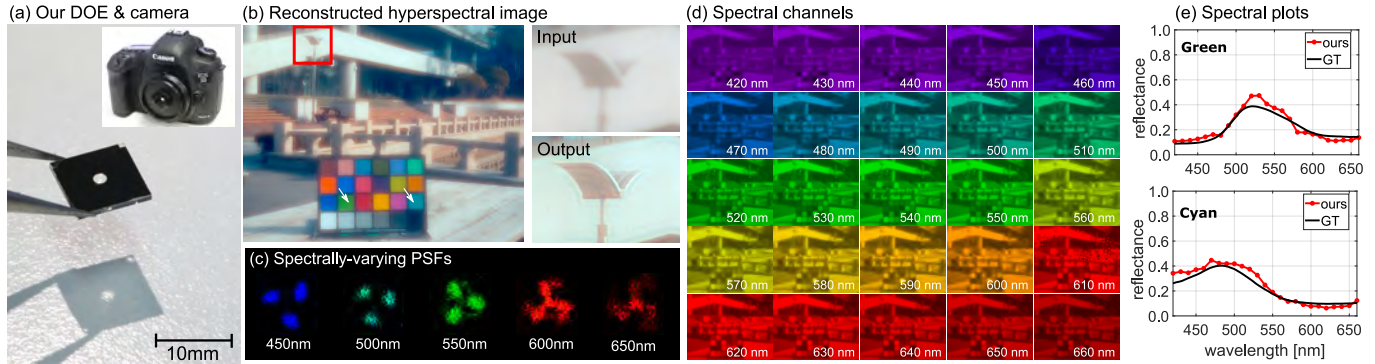 (a) Our DOE & camera
Canon
10mm
(b) Reconstructed hyperspectral image
Input
Output
(c) Spectrally-varying PSFs
450nm 500nm 550nm 600nm 650nm
(d) Spectral channels
420 nm 430 nm 440 nm 450 nm 460 nm
470 nm 480 nm 490 nm 500 nm 510 nm
520 nm 530 nm 540 nm 550 nm 560 nm
570 nm 580 nm 590 nm 600 nm 610 nm
620 nm 630 nm 640 nm 650 nm 660 nm
(e) Spectral plots
reflectance
1.0
0.8
0.6
0.4
0.2
0.0
Green
ours
GT
450 500 550 600 650
reflectance
1.0
0.8
0.6
0.4
0.2
0.0
Cyan
ours
GT
450 500 550 600 650
wavelength [nm]